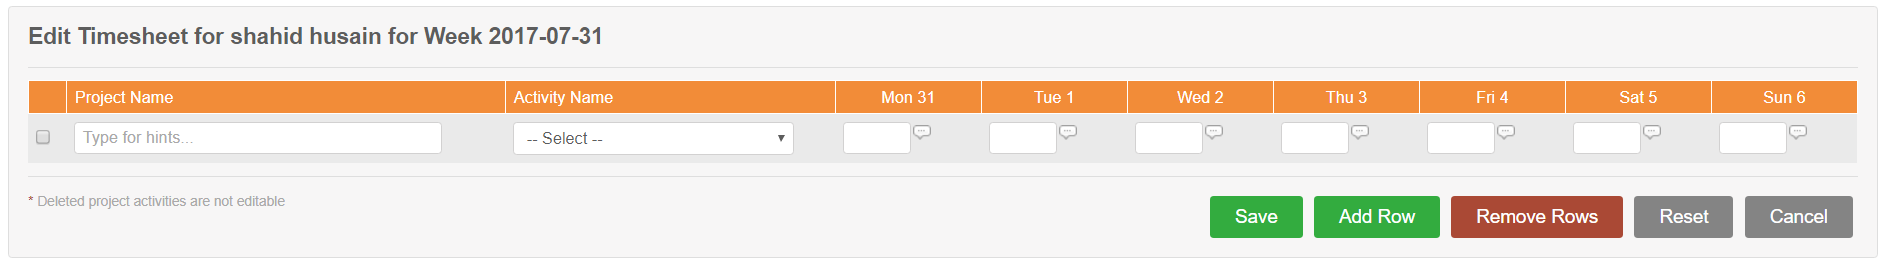 Edit Timesheet for shahid husain for Week 2017-07-31
Project Name Activity Name Mon 31 Tue 1 Wed 2 Thu 3 Fri 4 Sat 5 Sun 6
Type for hints... -- Select --
* Deleted project activities are not editable
Save Add Row Remove Rows Reset Cancel